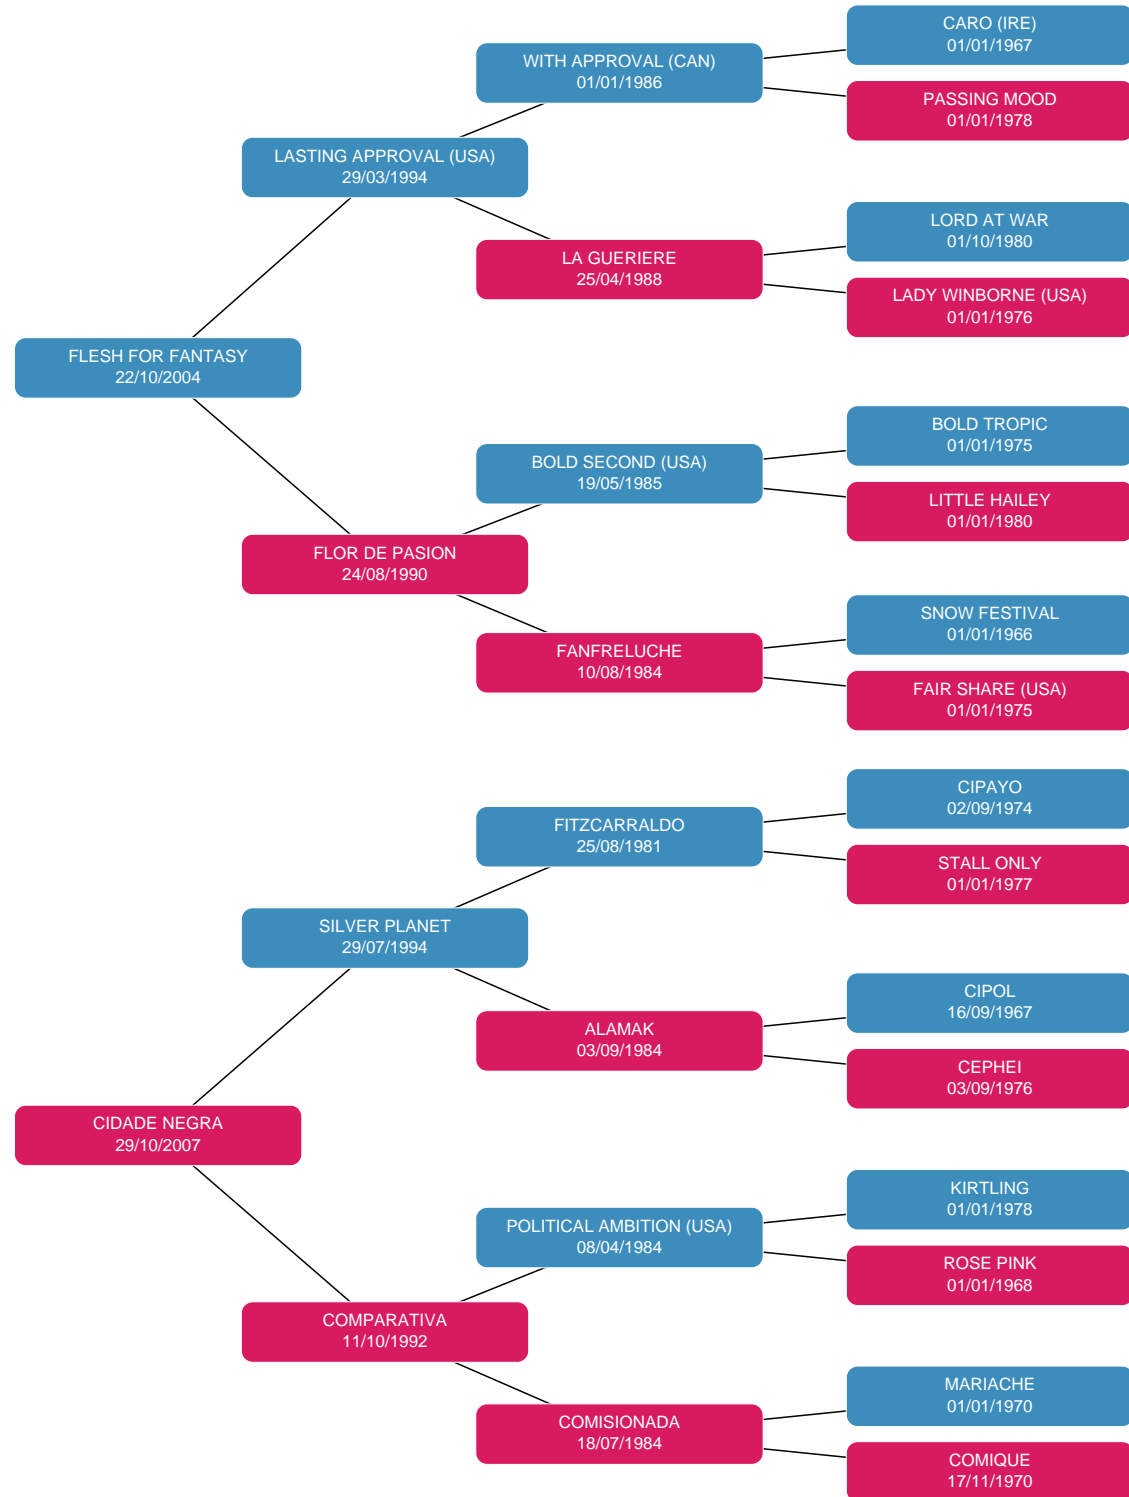 CARO (IRE)
01/01/1967
WITH APPROVAL (CAN)
01/01/1986
PASSING MOOD
01/01/1978
LASTING APPROVAL (USA)
29/03/1994
LORD AT WAR
01/10/1980
LA GUERIERE
25/04/1988
LADY WINBORNE (USA)
01/01/1976
FLESH FOR FANTASY
22/10/2004
BOLD TROPIC
01/01/1975
BOLD SECOND (USA)
19/05/1985
LITTLE HAILEY
01/01/1980
FLOR DE PASION
24/08/1990
SNOW FESTIVAL
01/01/1966
FANFRELUCHE
10/08/1984
FAIR SHARE (USA)
01/01/1975
CIPAYO
02/09/1974
FITZCARRALDO
25/08/1981
STALL ONLY
01/01/1977
SILVER PLANET
29/07/1994
CIPOL
16/09/1967
ALAMAK
03/09/1984
CEPHEI
03/09/1976
CIDADE NEGRA
29/10/2007
KIRTLING
01/01/1978
POLITICAL AMBITION (USA)
08/04/1984
ROSE PINK
01/01/1968
COMPARATIVA
11/10/1992
MARIACHE
01/01/1970
COMISIONADA
18/07/1984
COMIQUE
17/11/1970